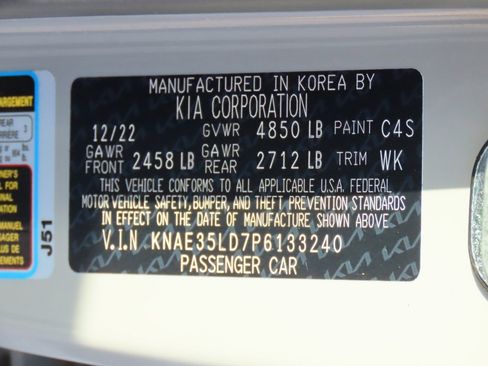 MANUFACTURED IN KOREA BY
KIA CORPORATION
12/22 GVWR 4850 LB PAINT C4S
GAWR FRONT 2458 LB GAWR REAR 2712 LB TRIM WK
THIS VEHICLE CONFORMS TO ALL APPLICABLE U.S.A. FEDERAL
MOTOR VEHICLE SAFETY, BUMPER, AND THEFT PREVENTION STANDARDS
IN EFFECT ON THE DATE OF MANUFACTURE SHOWN ABOVE
V.I.N KNAE35LD7P6133240
PASSENGER CAR
REAR
3
J51